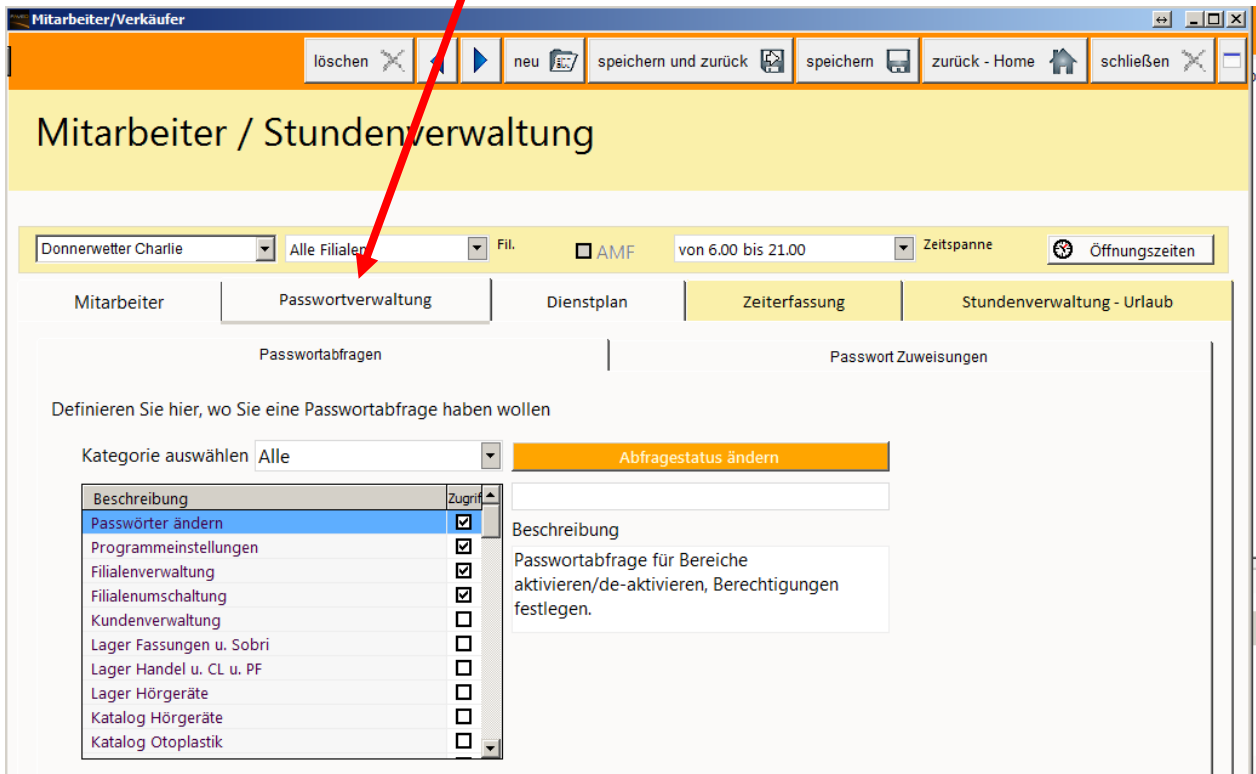 Mitarbeiter/Verkäufer
löschen neu speichern und zurück speichern zurück - Home schließen
Mitarbeiter / Stundenverwaltung
Donnerwetter Charlie Alle Filialen Fil. AMF von 6.00 bis 21.00 Zeitspanne Öffnungszeiten
Mitarbeiter Passwortverwaltung Dienstplan Zeiterfassung Stundenverwaltung - Urlaub
Passwortabfragen Passwort Zuweisungen
Definieren Sie hier, wo Sie eine Passwortabfrage haben wollen
Kategorie auswählen Alle Abfragestatus ändern
Beschreibung Zugrif
Passwörter ändern
Programmeinstellungen
Filialenverwaltung
Filialenumschaltung
Kundenverwaltung
Lager Fassungen u. Sobri
Lager Handel u. CL u. PF
Lager Hörgeräte
Katalog Hörgeräte
Katalog Otoplastik
Beschreibung
Passwortabfrage für Bereiche
aktivieren/de-aktivieren, Berechtigungen
festlegen.